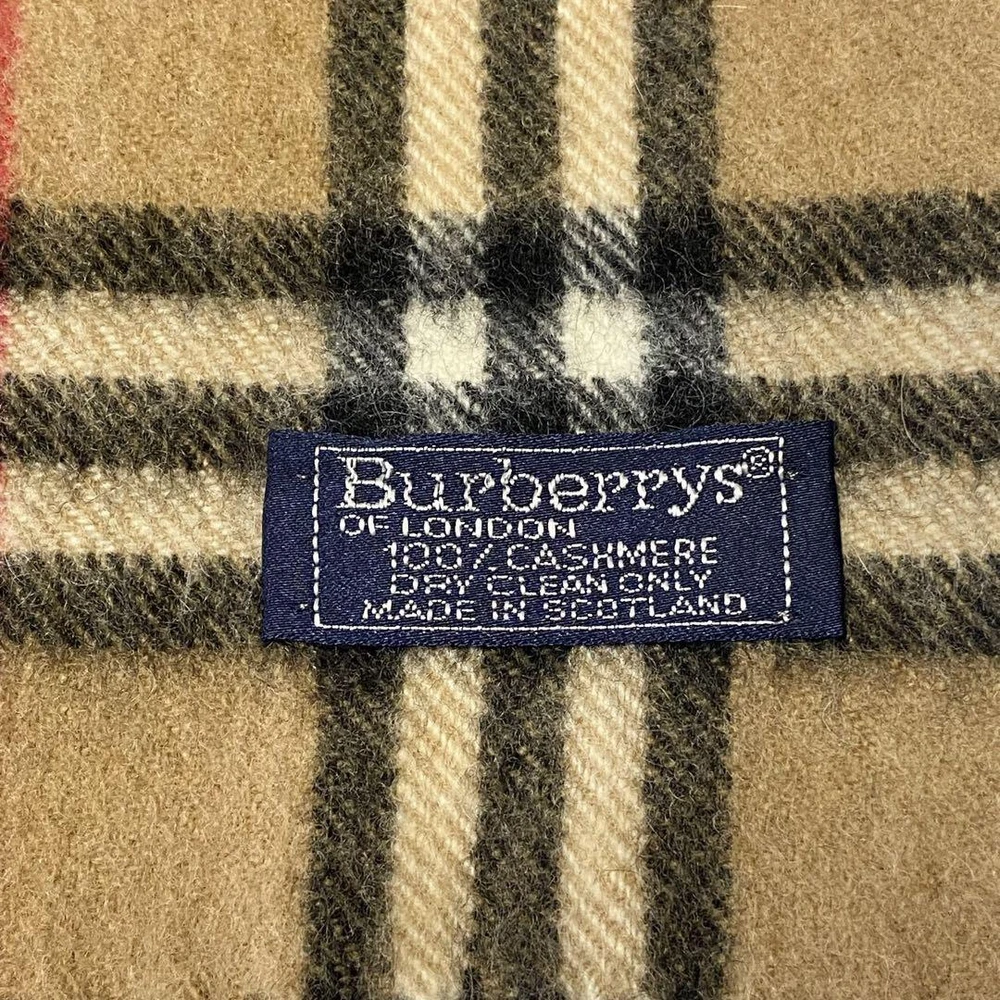 Burberrys®
OF LONDON
100% CASHMERE
DRY CLEAN ONLY
MADE IN SCOTLAND